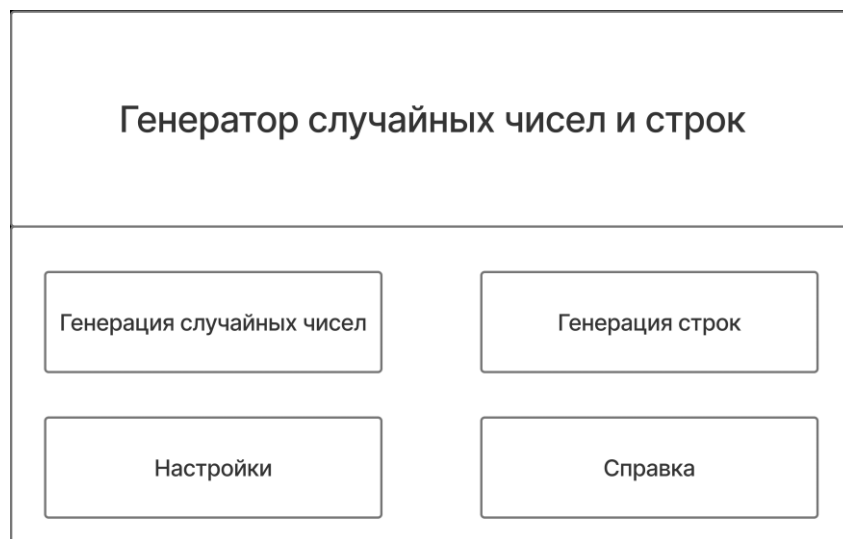 Генератор случайных чисел и строк
Генерация случайных чисел
Генерация строк
Настройки
Справка